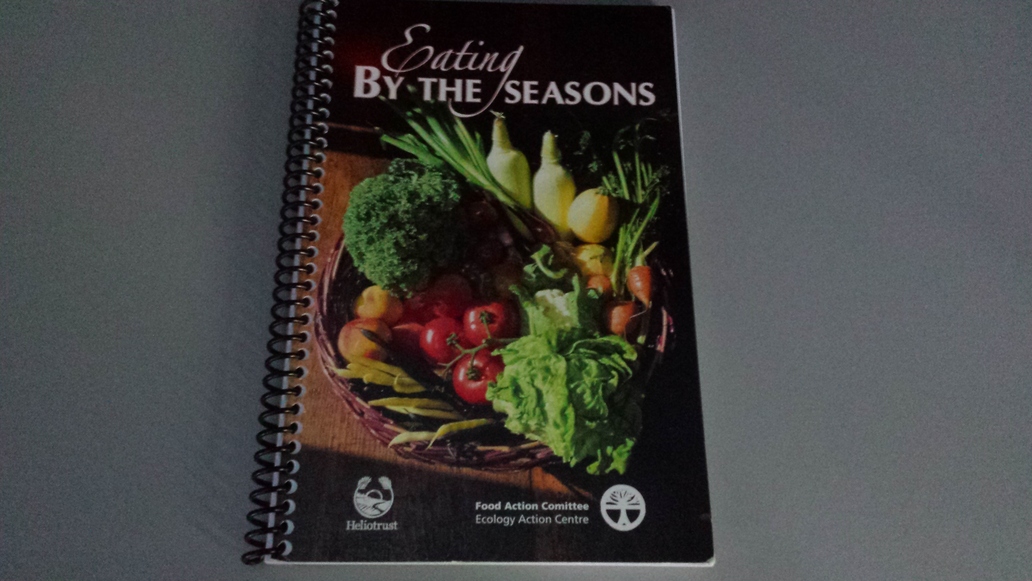 Eating
BY THE SEASONS
Heliotrust
Food Action Comittee
Ecology Action Centre